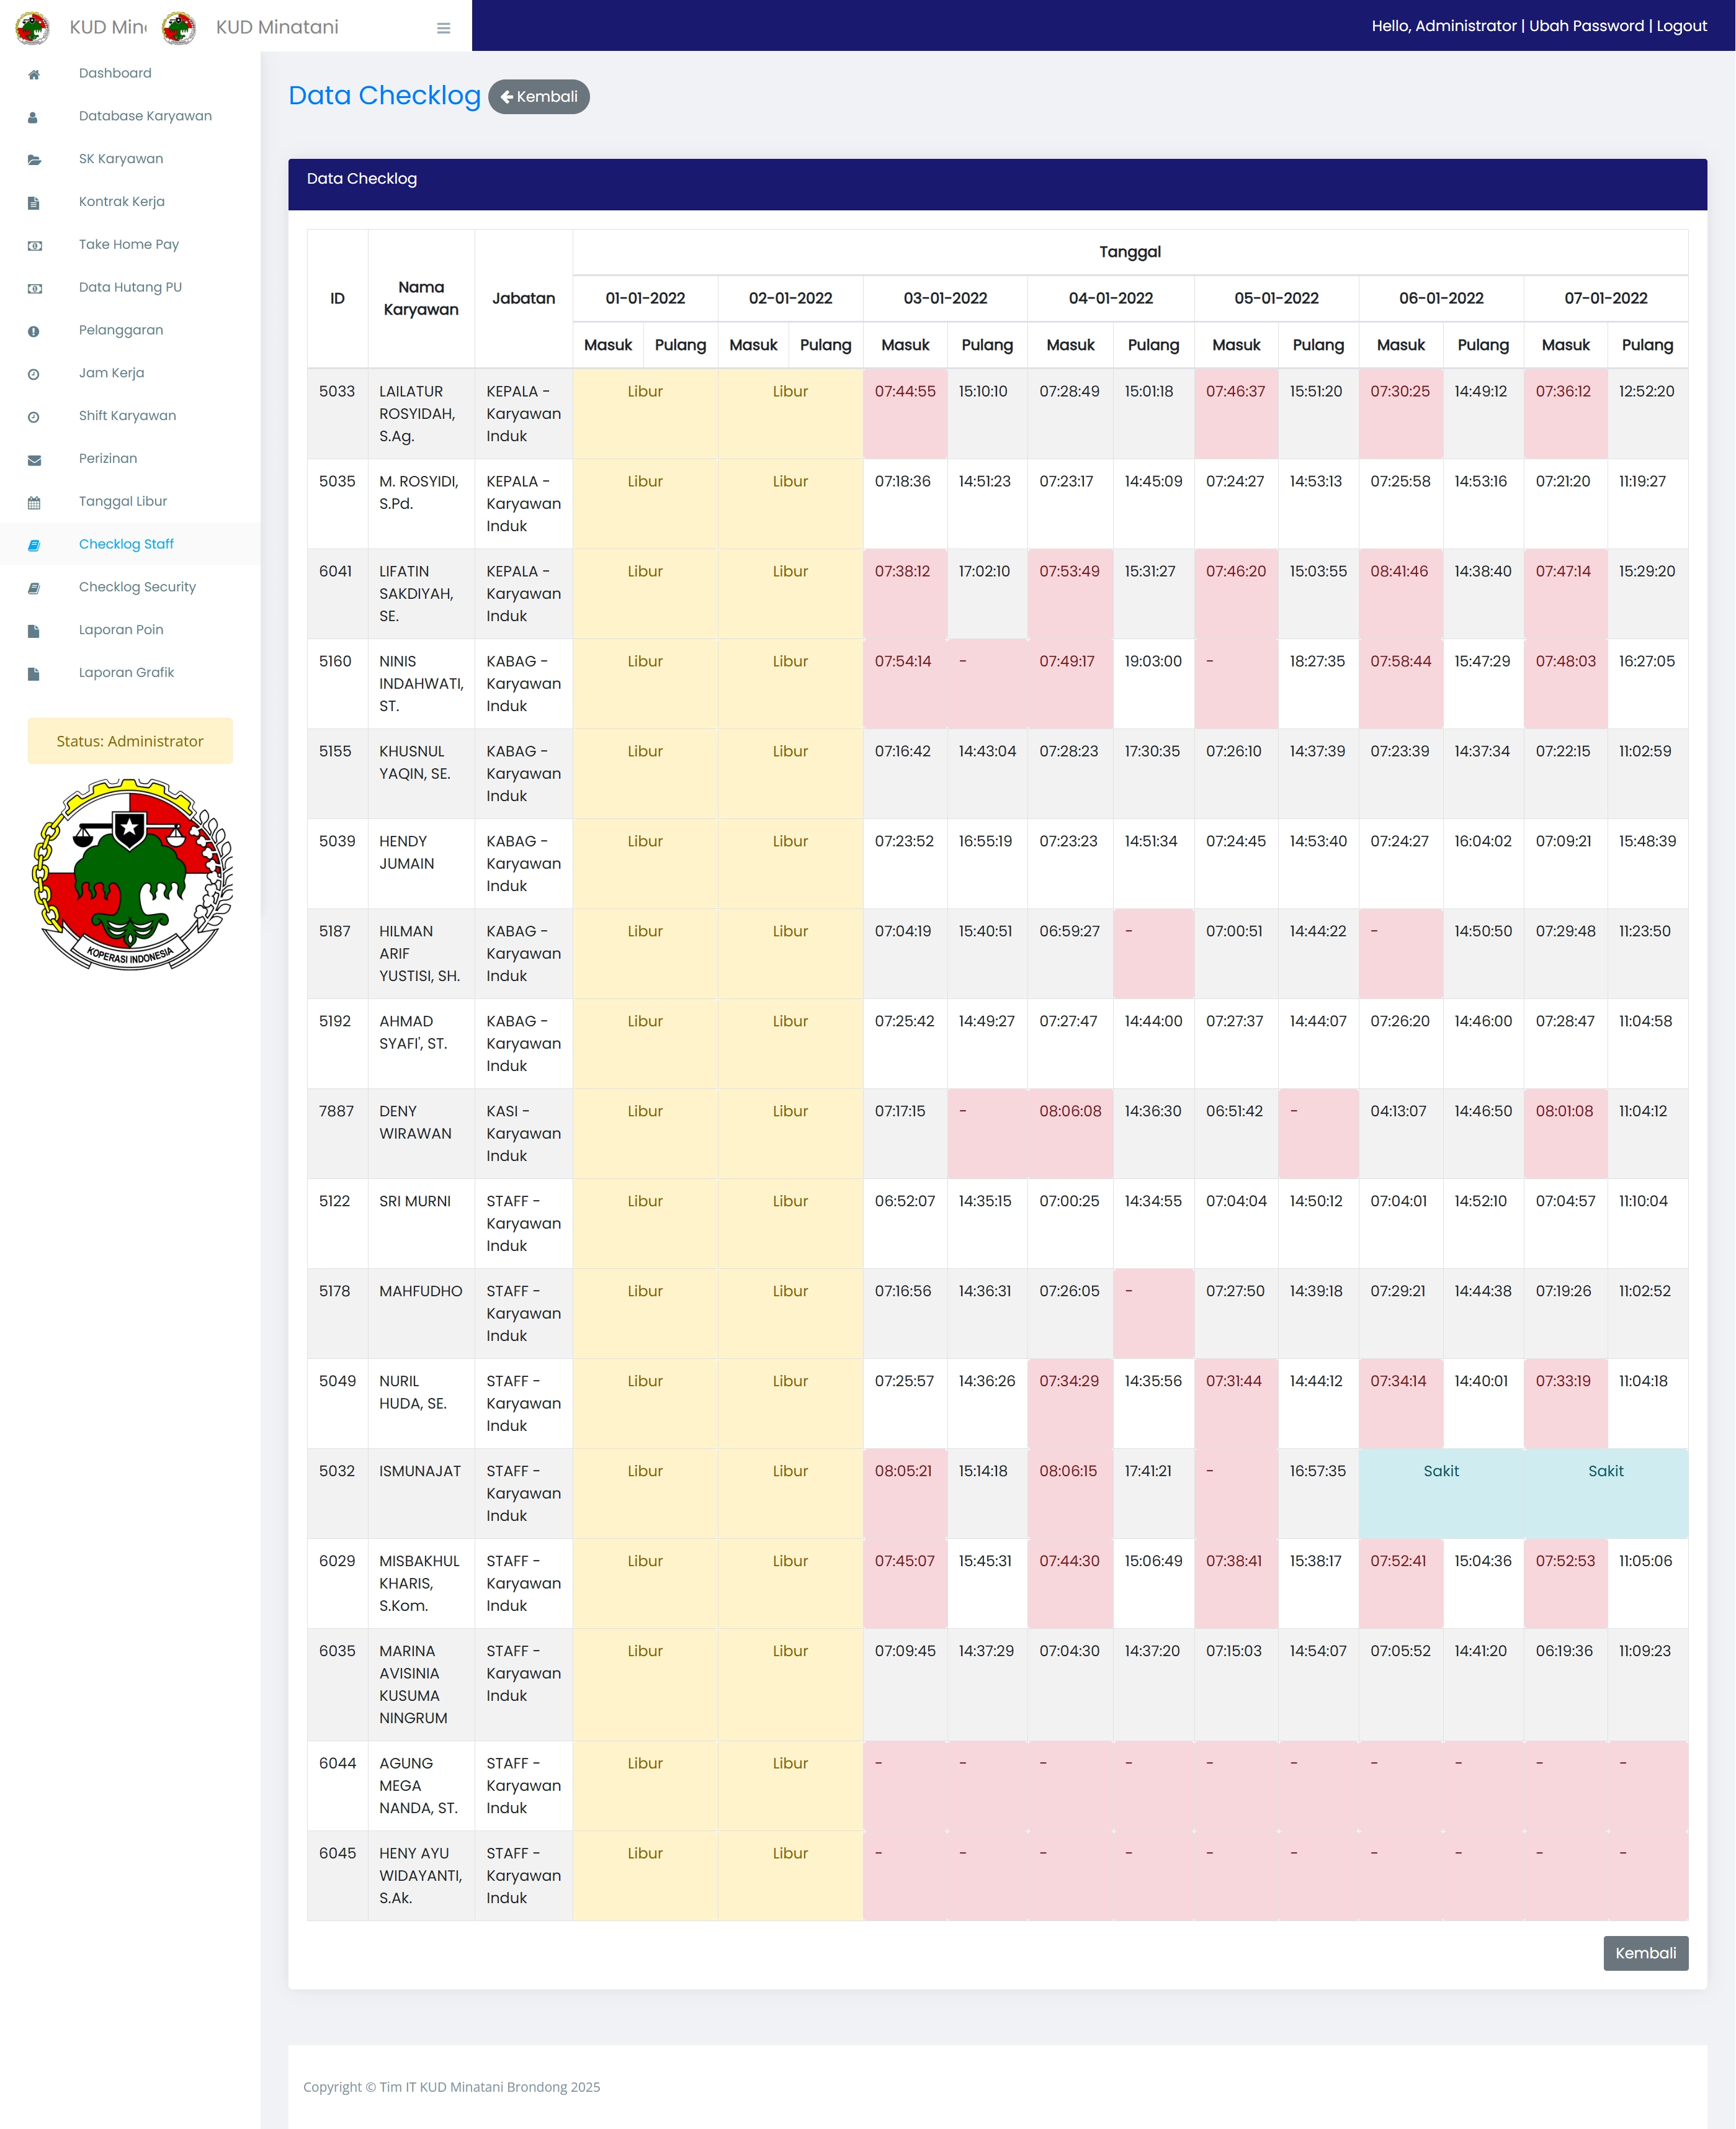 KUD Min
KUD Minatani
Hello, Administrator | Ubah Password | Logout
Dashboard
Database Karyawan
SK Karyawan
Kontrak Kerja
Take Home Pay
Data Hutang PU
Pelanggaran
Jam Kerja
Shift Karyawan
Perizinan
Tanggal Libur
Checklog Staff
Checklog Security
Laporan Poin
Laporan Grafik
Status: Administrator
KOPERASI INDONESIA
Data Checklog
Kembali
Data Checklog
ID Nama Karyawan Jabatan Tanggal
01-01-2022 02-01-2022 03-01-2022 04-01-2022 05-01-2022 06-01-2022 07-01-2022
Masuk Pulang Masuk Pulang Masuk Pulang Masuk Pulang Masuk Pulang Masuk Pulang Masuk Pulang
5033 LAILATUR ROSYIDAH, S.Ag. KEPALA - Karyawan Induk Libur Libur 07:44:55 15:10:10 07:28:49 15:01:18 07:46:37 15:51:20 07:30:25 14:49:12 07:36:12 12:52:20
5035 M. ROSYIDI, S.Pd. KEPALA - Karyawan Induk Libur Libur 07:18:36 14:51:23 07:23:17 14:45:09 07:24:27 14:53:13 07:25:58 14:53:16 07:21:20 11:19:27
6041 LIFATIN SAKDIYAH, SE. KEPALA - Karyawan Induk Libur Libur 07:38:12 17:02:10 07:53:49 15:31:27 07:46:20 15:03:55 08:41:46 14:38:40 07:47:14 15:29:20
5160 NINIS INDAHWATI, ST. KABAG - Karyawan Induk Libur Libur 07:54:14 - 07:49:17 19:03:00 - 18:27:35 07:58:44 15:47:29 07:48:03 16:27:05
5155 KHUSNUL YAQIN, SE. KABAG - Karyawan Induk Libur Libur 07:16:42 14:43:04 07:28:23 17:30:35 07:26:10 14:37:39 07:23:39 14:37:34 07:22:15 11:02:59
5039 HENDY JUMAIN KABAG - Karyawan Induk Libur Libur 07:23:52 16:55:19 07:23:23 14:51:34 07:24:45 14:53:40 07:24:27 16:04:02 07:09:21 15:48:39
5187 HILMAN ARIF YUSTISI, SH. KABAG - Karyawan Induk Libur Libur 07:04:19 15:40:51 06:59:27 - 07:00:51 14:44:22 - 14:50:50 07:29:48 11:23:50
5192 AHMAD SYAFI', ST. KABAG - Karyawan Induk Libur Libur 07:25:42 14:49:27 07:27:47 14:44:00 07:27:37 14:44:07 07:26:20 14:46:00 07:28:47 11:04:58
7887 DENY WIRAWAN KASI - Karyawan Induk Libur Libur 07:17:15 - 08:06:08 14:36:30 06:51:42 - 04:13:07 14:46:50 08:01:08 11:04:12
5122 SRI MURNI STAFF - Karyawan Induk Libur Libur 06:52:07 14:35:15 07:00:25 14:34:55 07:04:04 14:50:12 07:04:01 14:52:10 07:04:57 11:10:04
5178 MAHFUDHO STAFF - Karyawan Induk Libur Libur 07:16:56 14:36:31 07:26:05 - 07:27:50 14:39:18 07:29:21 14:44:38 07:19:26 11:02:52
5049 NURIL HUDA, SE. STAFF - Karyawan Induk Libur Libur 07:25:57 14:36:26 07:34:29 14:35:56 07:31:44 14:44:12 07:34:14 14:40:01 07:33:19 11:04:18
5032 ISMUNAJAT STAFF - Karyawan Induk Libur Libur 08:05:21 15:14:18 08:06:15 17:41:21 - 16:57:35 Sakit Sakit
6029 MISBAKHUL KHARIS, S.Kom. STAFF - Karyawan Induk Libur Libur 07:45:07 15:45:31 07:44:30 15:06:49 07:38:41 15:38:17 07:52:41 15:04:36 07:52:53 11:05:06
6035 MARINA AVISINIA KUSUMA NINGRUM STAFF - Karyawan Induk Libur Libur 07:09:45 14:37:29 07:04:30 14:37:20 07:15:03 14:54:07 07:05:52 14:41:20 06:19:36 11:09:23
6044 AGUNG MEGA NANDA, ST. STAFF - Karyawan Induk Libur Libur - - - - - - - - - -
6045 HENY AYU WIDAYANTI, S.Ak. STAFF - Karyawan Induk Libur Libur - - - - - - - - - -
Kembali
Copyright © Tim IT KUD Minatani Brondong 2025